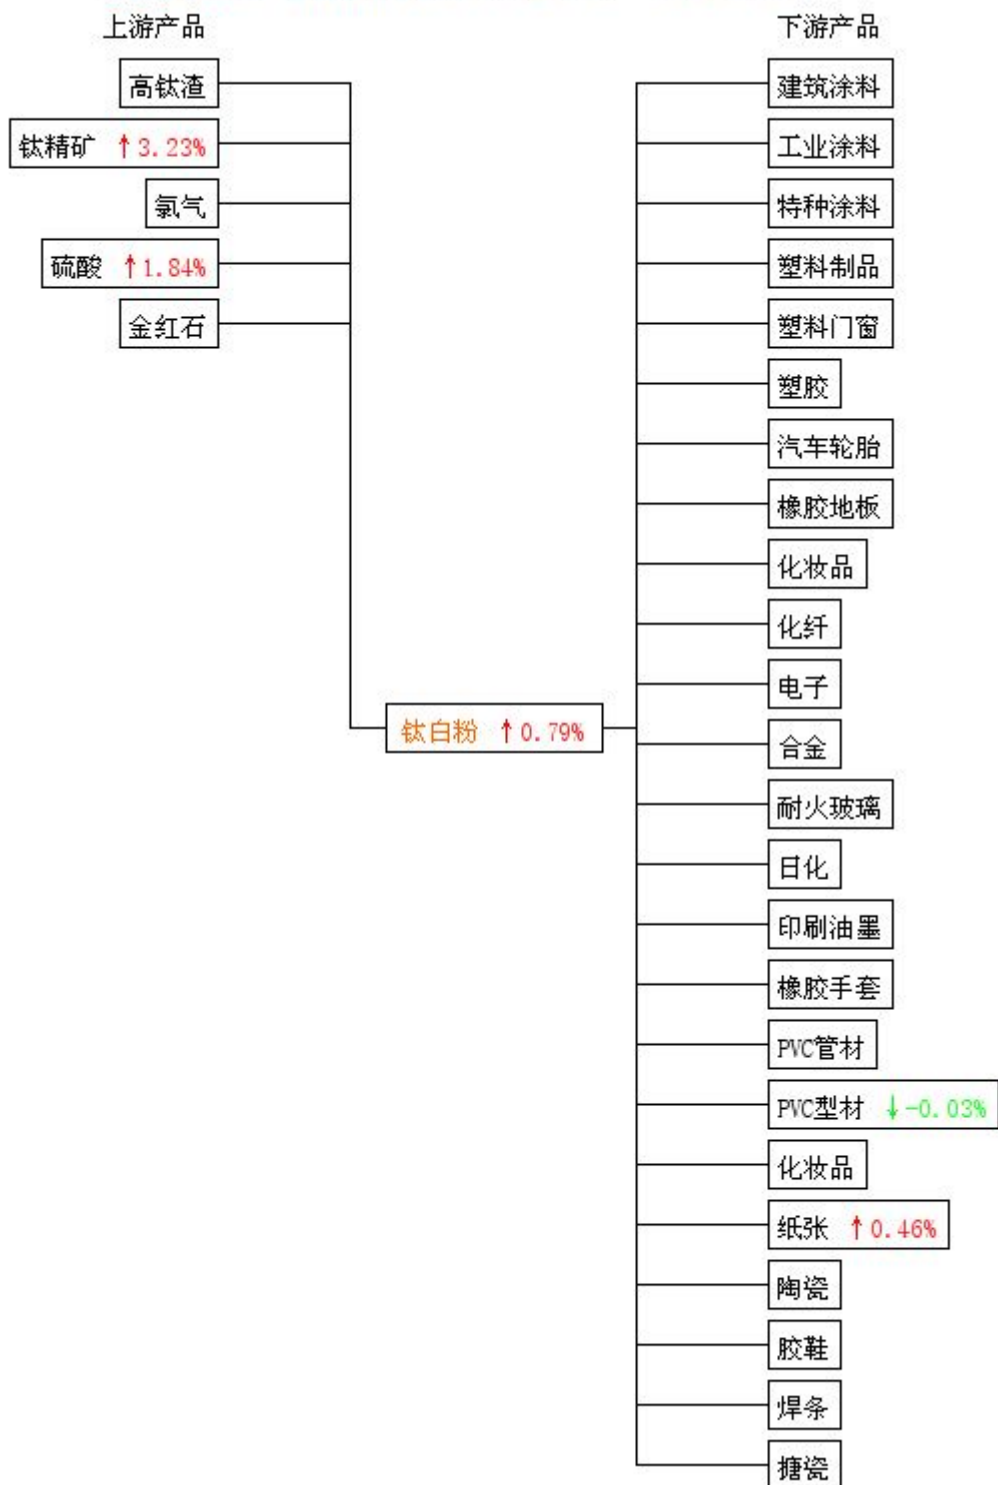 上游产品
高钛渣
钛精矿 ↑3.23%
氯气
硫酸 ↑1.84%
金红石
钛白粉 ↑0.79%
下游产品
建筑涂料
工业涂料
特种涂料
塑料制品
塑料门窗
塑胶
汽车轮胎
橡胶地板
化妆品
化纤
电子
合金
耐火玻璃
日化
印刷油墨
橡胶手套
PVC管材
PVC型材 ↓-0.03%
化妆品
纸张 ↑0.46%
陶瓷
胶鞋
焊条
搪瓷